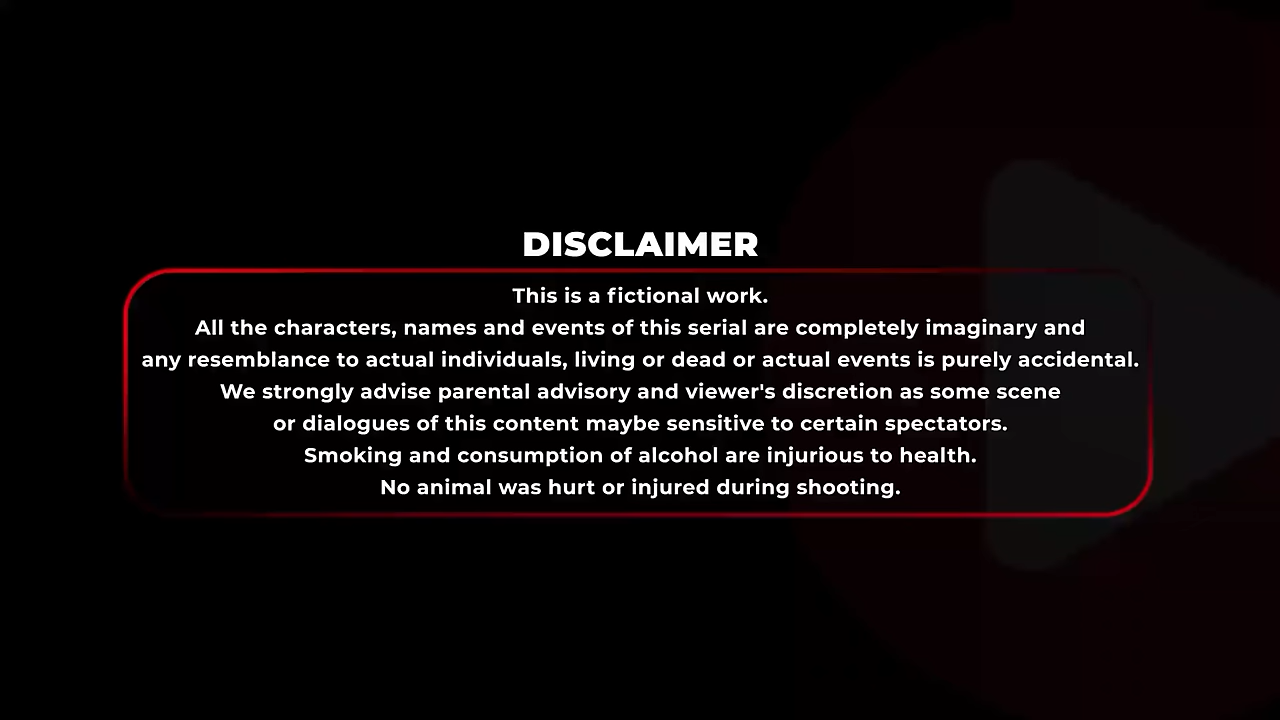 DISCLAIMER
This is a fictional work.
All the characters, names and events of this serial are completely imaginary and
any resemblance to actual individuals, living or dead or actual events is purely accidental.
We strongly advise parental advisory and viewer's discretion as some scene
or dialogues of this content maybe sensitive to certain spectators.
Smoking and consumption of alcohol are injurious to health.
No animal was hurt or injured during shooting.